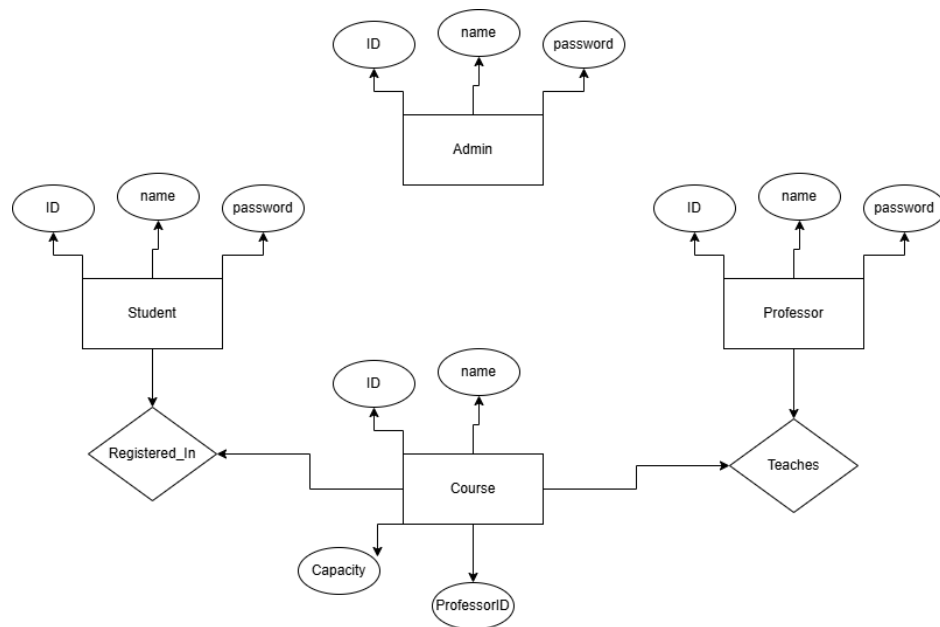 ID
name
password
Admin
ID
name
password
Student
ID
name
password
Professor
ID
name
Registered_In
Course
Teaches
Capacity
ProfessorID